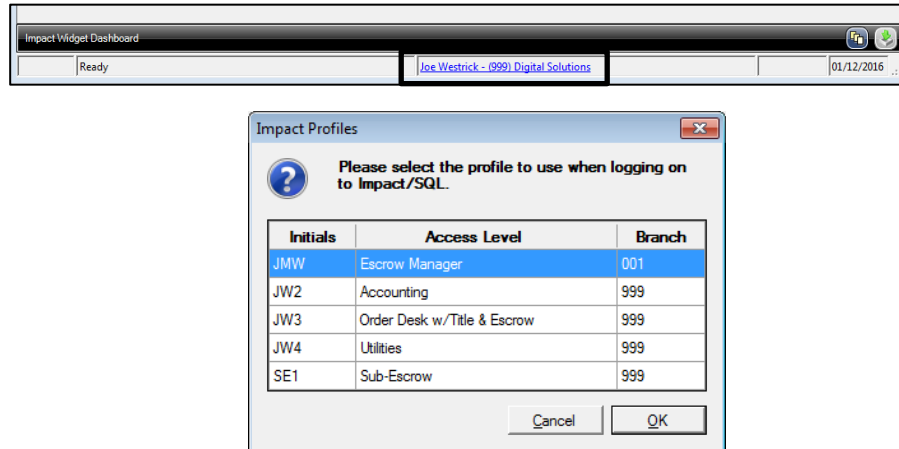 Impact Widget Dashboard
Ready Joe Westrick - (999) Digital Solutions 01/12/2016
Impact Profiles
Please select the profile to use when logging on
to Impact/SQL.
Initials Access Level Branch
JMW Escrow Manager 001
JW2 Accounting 999
JW3 Order Desk w/Title & Escrow 999
JW4 Utilities 999
SE1 Sub-Escrow 999
Cancel OK